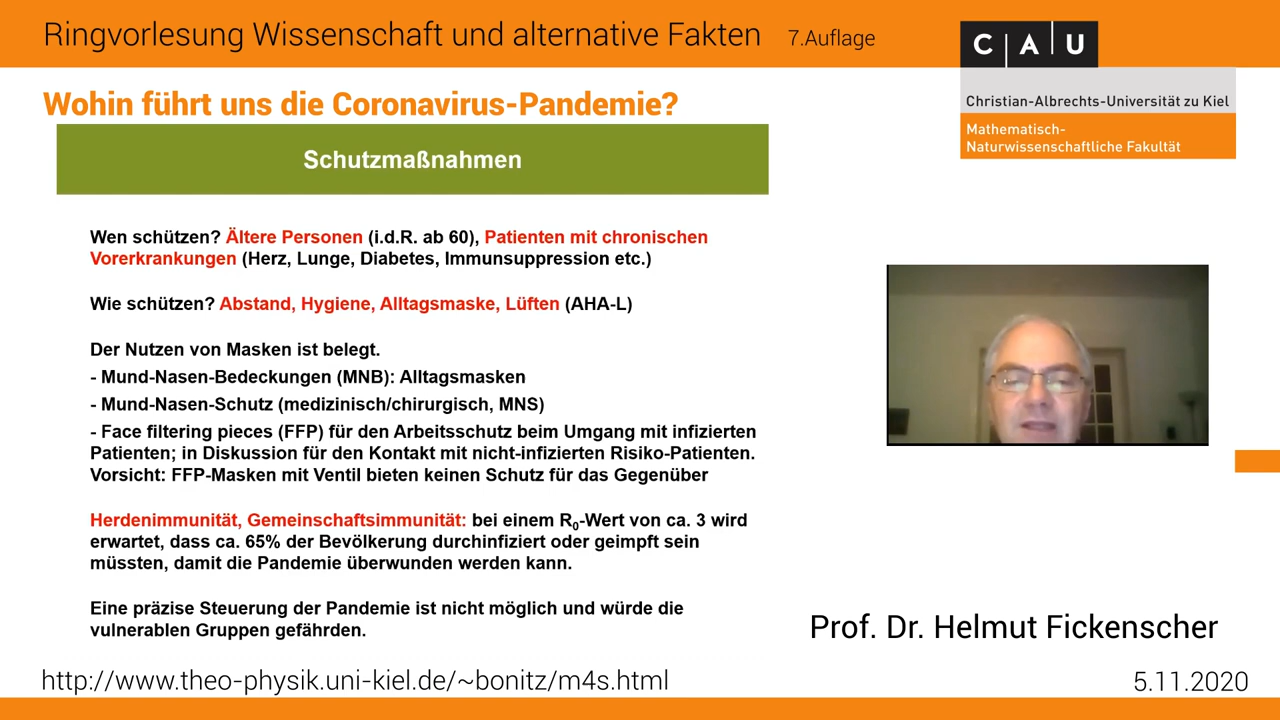 Ringvorlesung Wissenschaft und alternative Fakten 7.Auflage
CAU
Christian-Albrechts-Universität zu Kiel
Mathematisch-
Naturwissenschaftliche Fakultät
Wohin führt uns die Coronavirus-Pandemie?
Schutzmaßnahmen
Wen schützen? Ältere Personen (i.d.R. ab 60), Patienten mit chronischen
Vorerkrankungen (Herz, Lunge, Diabetes, Immunsuppression etc.)
Wie schützen? Abstand, Hygiene, Alltagsmaske, Lüften (AHA-L)
Der Nutzen von Masken ist belegt.
- Mund-Nasen-Bedeckungen (MNB): Alltagsmasken
- Mund-Nasen-Schutz (medizinisch/chirurgisch, MNS)
- Face filtering pieces (FFP) für den Arbeitsschutz beim Umgang mit infizierten
Patienten; in Diskussion für den Kontakt mit nicht-infizierten Risiko-Patienten.
Vorsicht: FFP-Masken mit Ventil bieten keinen Schutz für das Gegenüber
Herdenimmunität, Gemeinschaftsimmunität: bei einem R0-Wert von ca. 3 wird
erwartet, dass ca. 65% der Bevölkerung durchinfiziert oder geimpft sein
müssten, damit die Pandemie überwunden werden kann.
Eine präzise Steuerung der Pandemie ist nicht möglich und würde die
vulnerablen Gruppen gefährden.
Prof. Dr. Helmut Fickenscher
http://www.theo-physik.uni-kiel.de/~bonitz/m4s.html
5.11.2020